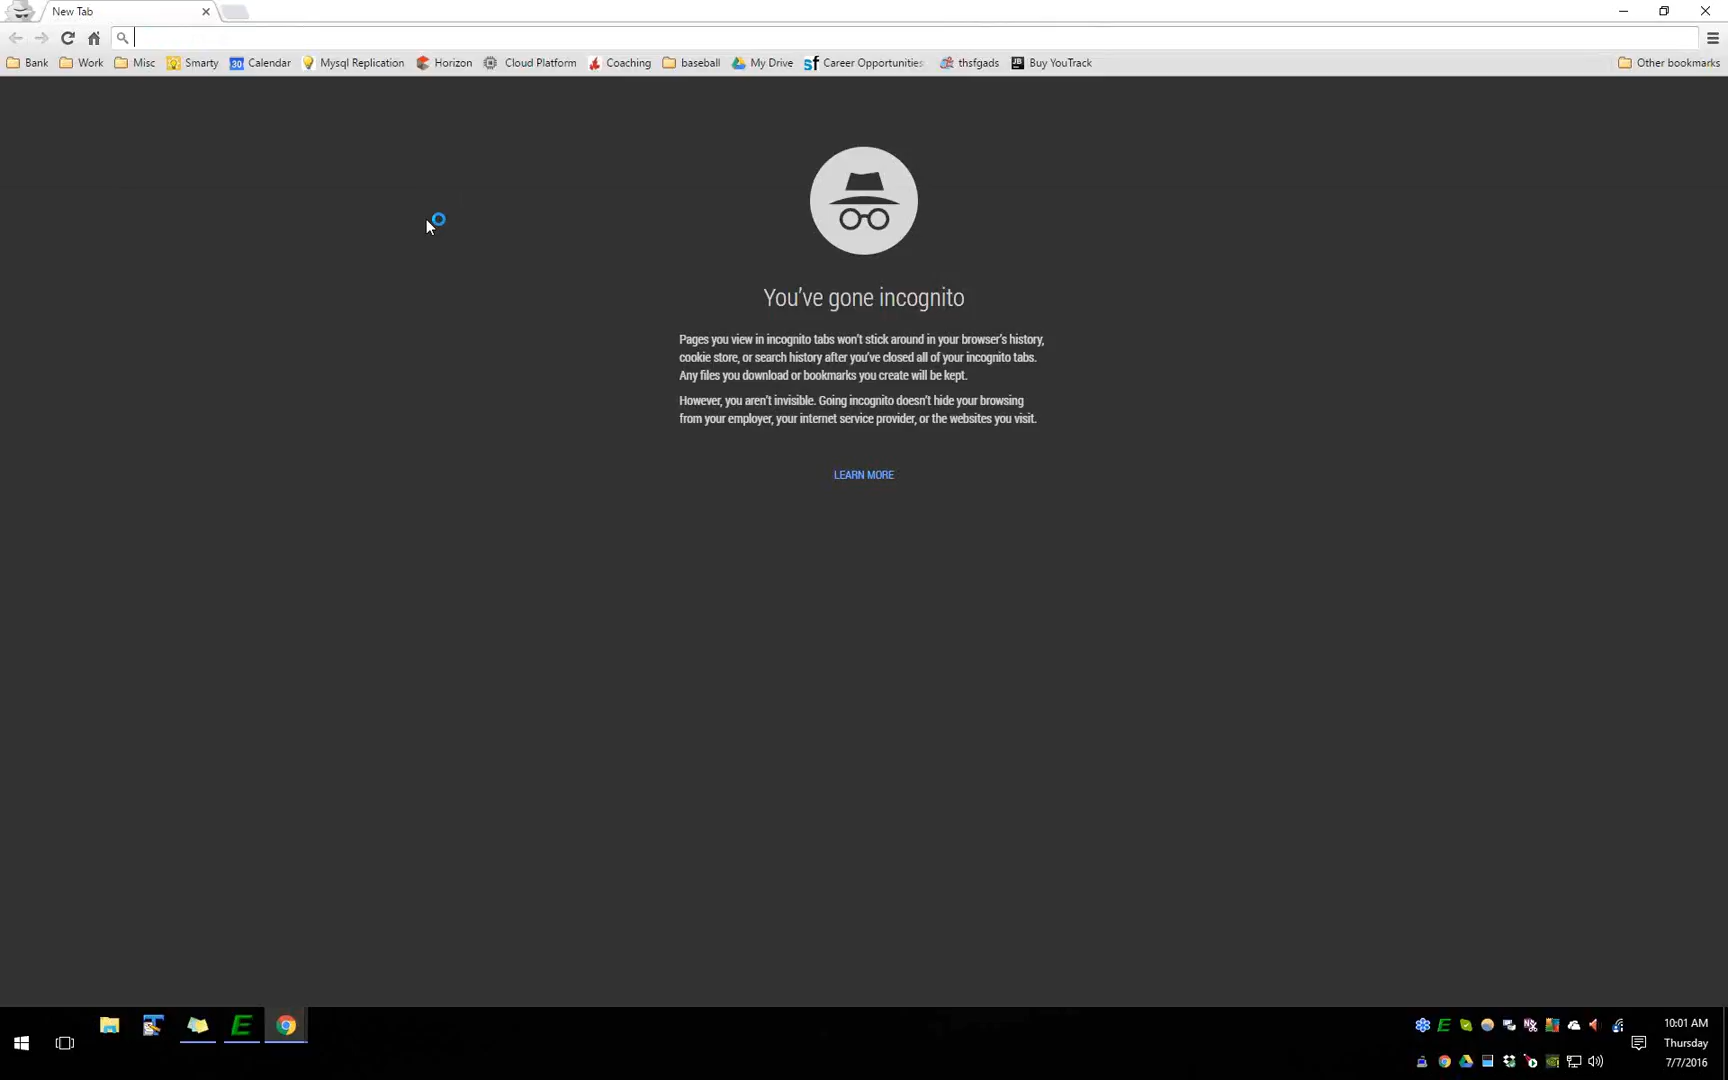 New Tab
Bank Work Misc Smarty 30 Calendar Mysql Replication Horizon Cloud Platform Coaching baseball My Drive sf Career Opportunities thsfgads JB Buy YouTrack Other bookmarks
You've gone incognito
Pages you view in incognito tabs won't stick around in your browser's history,
cookie store, or search history after you've closed all of your incognito tabs.
Any files you download or bookmarks you create will be kept.
However, you aren't invisible. Going incognito doesn't hide your browsing
from your employer, your internet service provider, or the websites you visit.
LEARN MORE
E E 10:01 AM
Thursday
7/7/2016